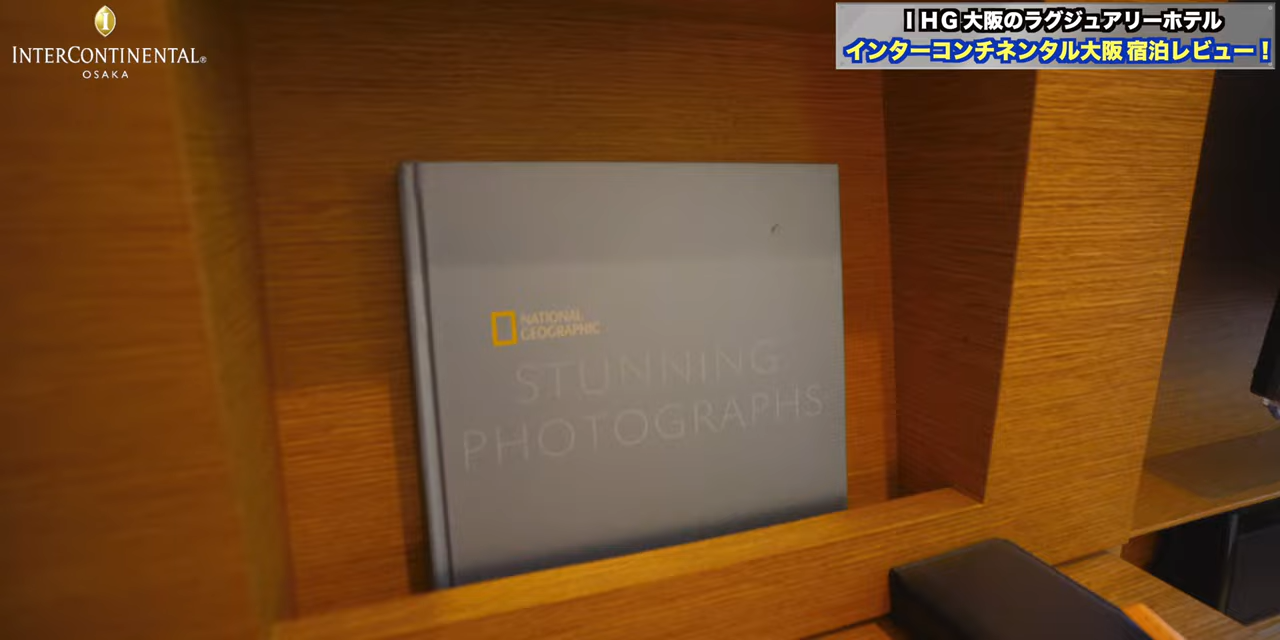 INTERCONTINENTAL®
OSAKA
IHG大阪のラグジュアリーホテル
インターコンチネンタル大阪 宿泊レビュー！
NATIONAL
GEOGRAPHIC
STUNNING
PHOTOGRAPHS